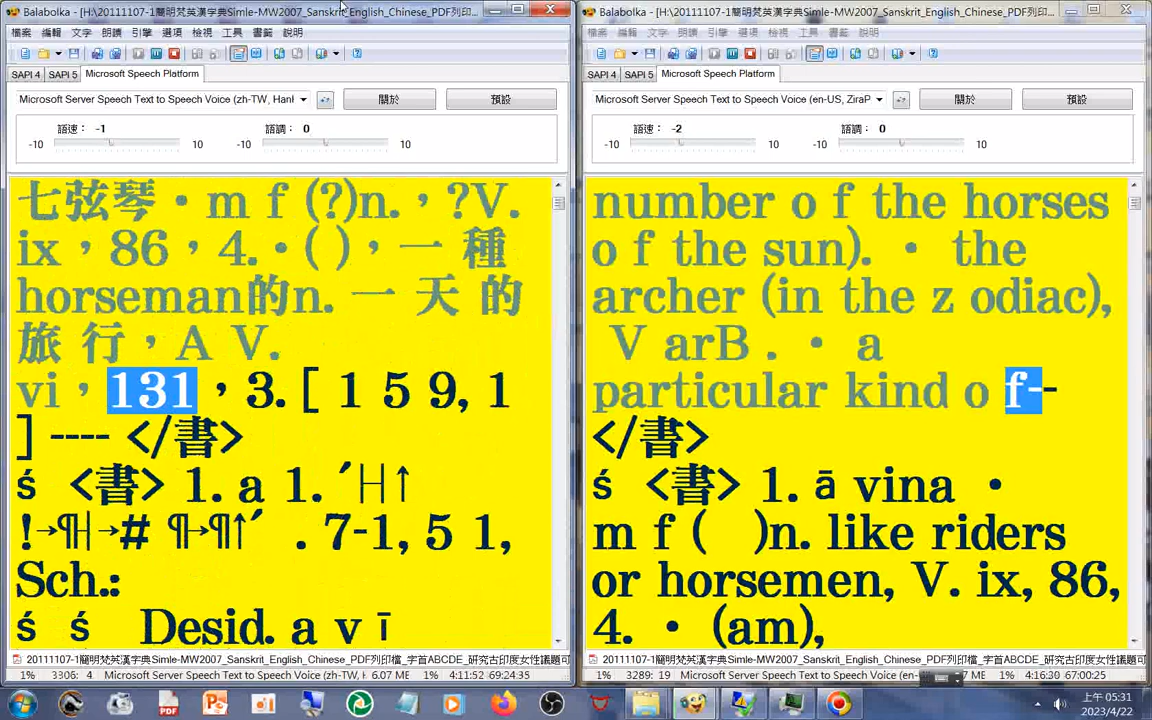 Balabolka - [H:\20111107-1簡明梵英漢字典Simle-MW2007_Sanskrit_English_Chinese_PDF列印...
檔案 編輯 文字 朗讀 引擎 選項 檢視 工具 書籤 說明
SAPI 4 SAPI 5 Microsoft Speech Platform
Microsoft Server Speech Text to Speech Voice (zh-TW, HanH
關於 預設
語速： -1 語調： 0
-10 10 -10 10
七弦琴・m f (?)n.，?V.
ix，86，4.・( )，一 種
horseman的n. 一 天 的
旅 行，A V.
vi，131，3. [ 1 5 9, 1
] ---- </書>
ś <書> 1. a 1. ´H↑
!→¶H→# ¶→¶↑´ . 7-1, 5 1,
Sch.:
ś ś Desid. a v ī
20111107-1簡明梵英漢字典Simle-MW2007_Sanskrit_English_Chinese_PDF列印檔_字首ABCDE_研究古印度女性議題可
1% 3306: 4 Microsoft Server Speech Text to Speech Voice (zh-TW, H 6.07 ME 1% 4:11:52 69:24:35
Balabolka - [H:\20111107-1簡明梵英漢字典Simle-MW2007_Sanskrit_English_Chinese_PDF列印...
檔案 編輯 文字 朗讀 引擎 選項 檢視 工具 書籤 說明
SAPI 4 SAPI 5 Microsoft Speech Platform
Microsoft Server Speech Text to Speech Voice (en-US, ZiraP
關於 預設
語速： -2 語調： 0
-10 10 -10 10
number o f the horses
o f the sun). ・ the
archer (in the z odiac),
V arB . ・ a
particular kind o f--
</書>
ś <書> 1. ā vina ・
m f ( )n. like riders
or horsemen, V. ix, 86,
4. ・ (am),
20111107-1簡明梵英漢字典Simle-MW2007_Sanskrit_English_Chinese_PDF列印檔_字首ABCDE_研究古印度女性議題可
1% 3289: 19 Microsoft Server Speech Text to Speech Voice (en-u ME 1% 4:16:30 67:00:25
上午 05:31
2023/4/22